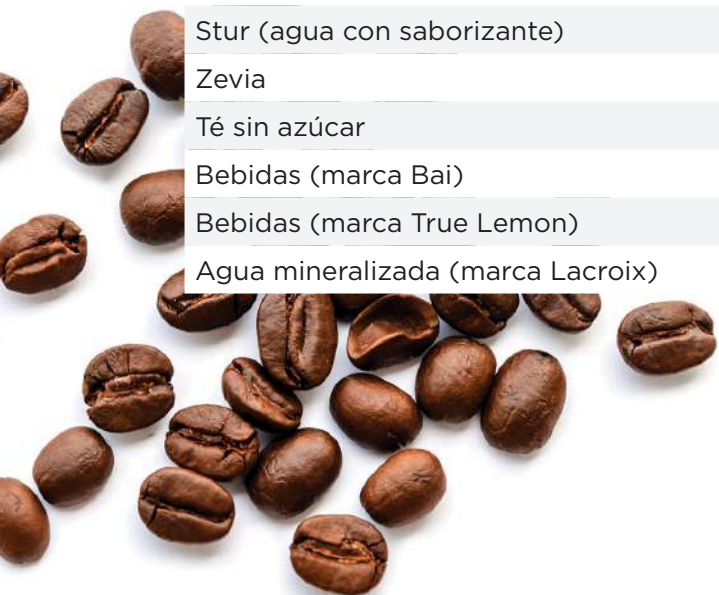 Stur (agua con saborizante)
Zevia
Té sin azúcar
Bebidas (marca Bai)
Bebidas (marca True Lemon)
Agua mineralizada (marca Lacroix)